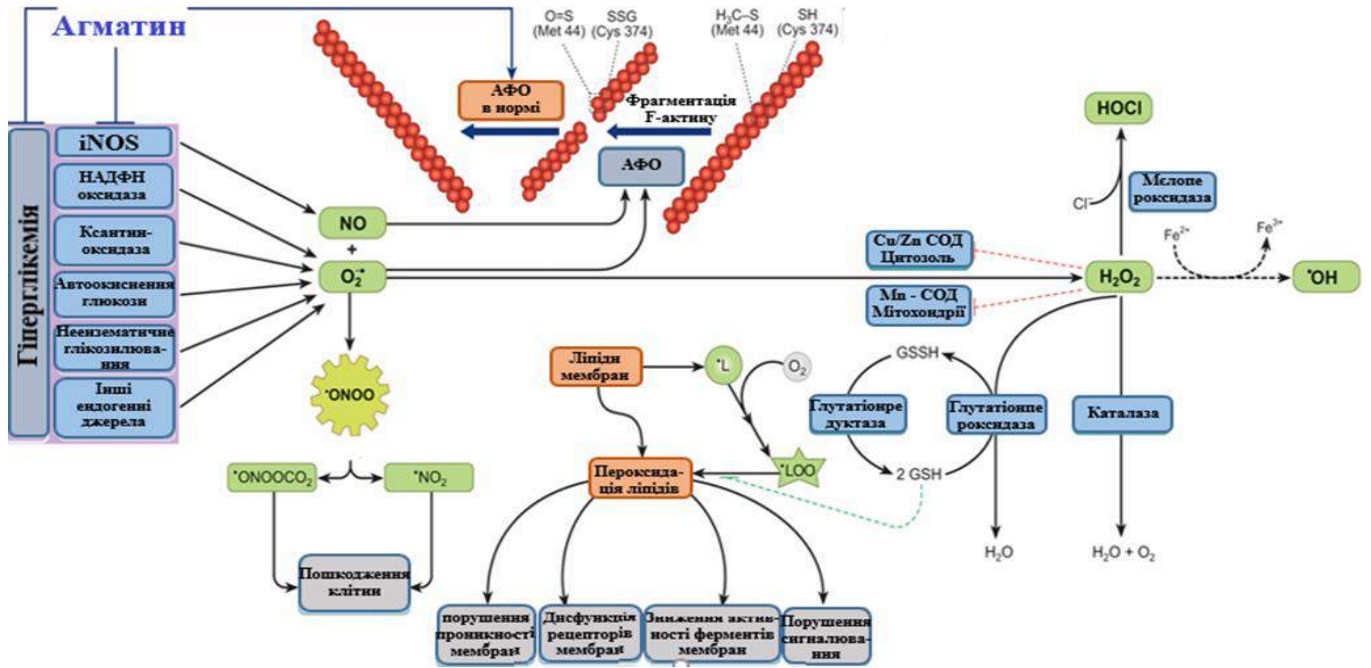 Агматин
O=S
(Met 44)
SSG
(Cys 374)
H₃C–S
(Met 44)
SH
(Cys 374)
АФО
в нормі
Фрагментація
F-актину
АФО
Гіперглікемія
iNOS
НАДФН
оксидаза
Ксантин-
оксидаза
Автоокиснення
глюкози
Неензематичне
глікозилюва-
ння
Інші
ендогенні
джерела
NO
+
O₂⁻•
•ONOO
•ONOOCO₂
•NO₂
Пошкодження
клітин
HOCl
Cl⁻
Мєлопе
роксидаза
Cu/Zn СОД
Цитозоль
Mn - СОД
Мітохондрії
H₂O₂
Fe²⁺
Fe³⁺
•OH
Ліпіди
мембран
•L
O₂
•LOO
Пероксида-
ція ліпідів
GSSH
Глутатіонре
дуктаза
Глутатіонпе
роксидаза
2 GSH
Каталаза
H₂O
H₂O + O₂
порушення
проникності
мембран
Дисфункція
рецепторів
мембран
Зниження актив-
ності ферментів
мембран
Порушення
сигналюва-
ння